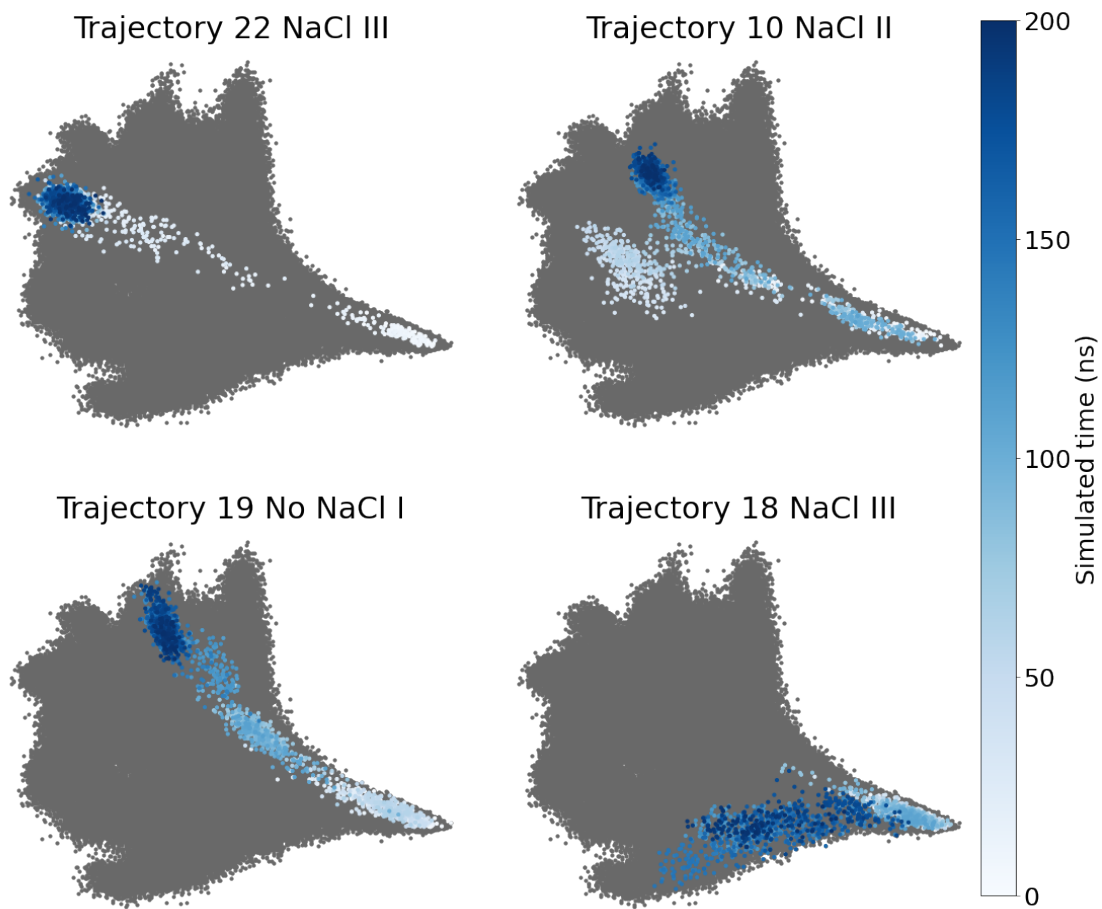 Trajectory 22 NaCl III
Trajectory 10 NaCl II
200
150
100
50
0
Simulated time (ns)
Trajectory 19 No NaCl I
Trajectory 18 NaCl III